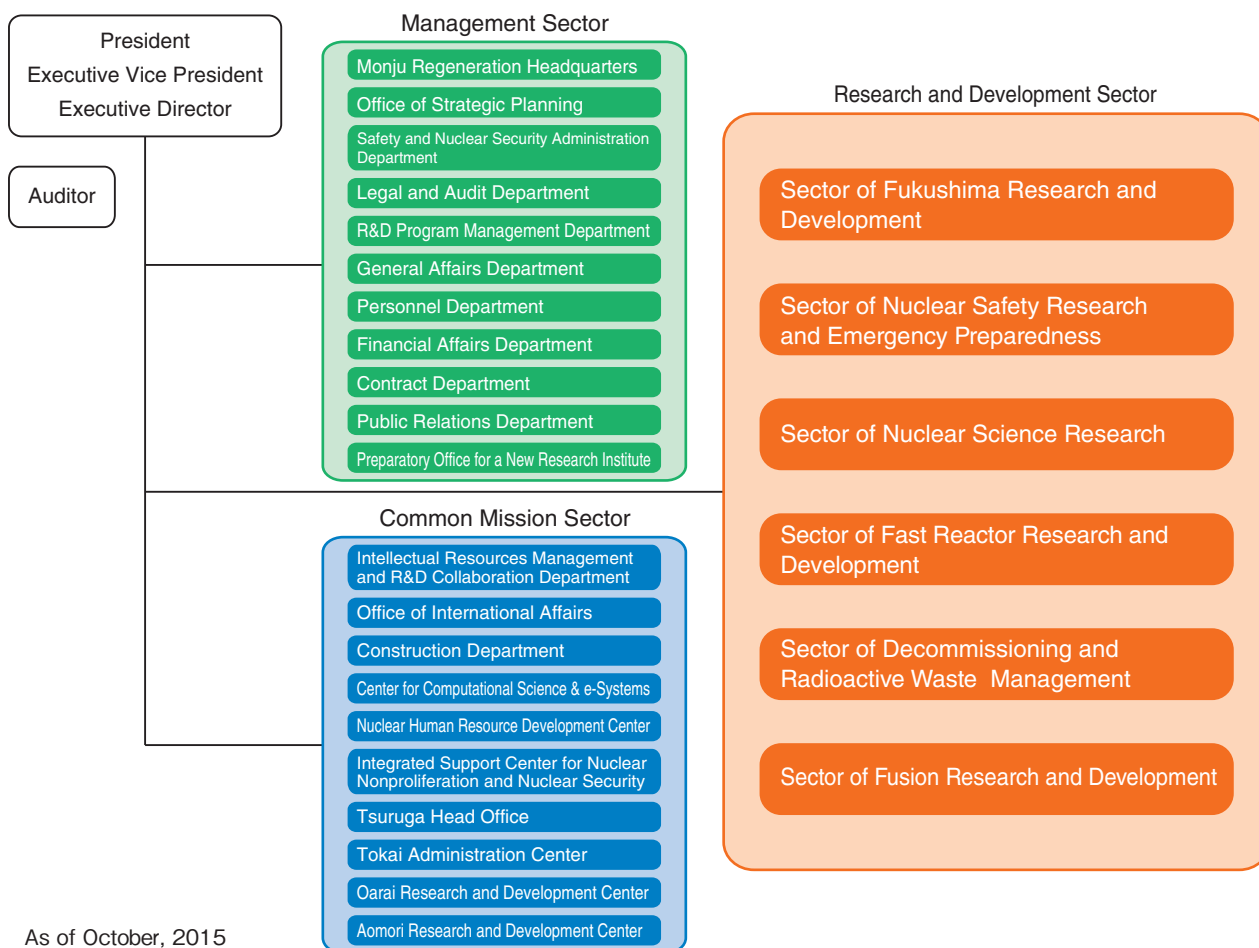 President
Executive Vice President
Executive Director
Auditor
Management Sector
Monju Regeneration Headquarters
Office of Strategic Planning
Safety and Nuclear Security Administration
Department
Legal and Audit Department
R&D Program Management Department
General Affairs Department
Personnel Department
Financial Affairs Department
Contract Department
Public Relations Department
Preparatory Office for a New Research Institute
Common Mission Sector
Intellectual Resources Management
and R&D Collaboration Department
Office of International Affairs
Construction Department
Center for Computational Science & e-Systems
Nuclear Human Resource Development Center
Integrated Support Center for Nuclear
Nonproliferation and Nuclear Security
Tsuruga Head Office
Tokai Administration Center
Oarai Research and Development Center
Aomori Research and Development Center
Research and Development Sector
Sector of Fukushima Research and
Development
Sector of Nuclear Safety Research
and Emergency Preparedness
Sector of Nuclear Science Research
Sector of Fast Reactor Research and
Development
Sector of Decommissioning and
Radioactive Waste Management
Sector of Fusion Research and Development
As of October, 2015